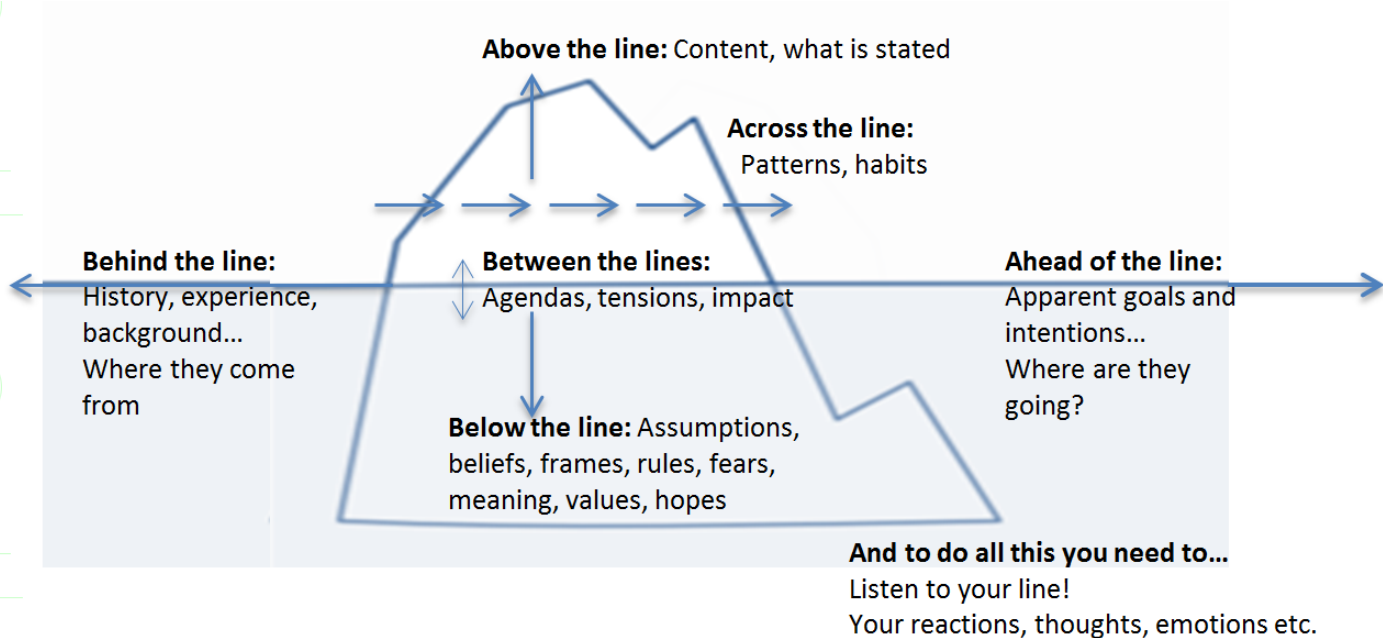 Above the line: Content, what is stated
Across the line:
Patterns, habits
Behind the line:
History, experience,
background...
Where they come
from
Between the lines:
Agendas, tensions, impact
Ahead of the line:
Apparent goals and
intentions...
Where are they
going?
Below the line: Assumptions,
beliefs, frames, rules, fears,
meaning, values, hopes
And to do all this you need to...
Listen to your line!
Your reactions, thoughts, emotions etc.